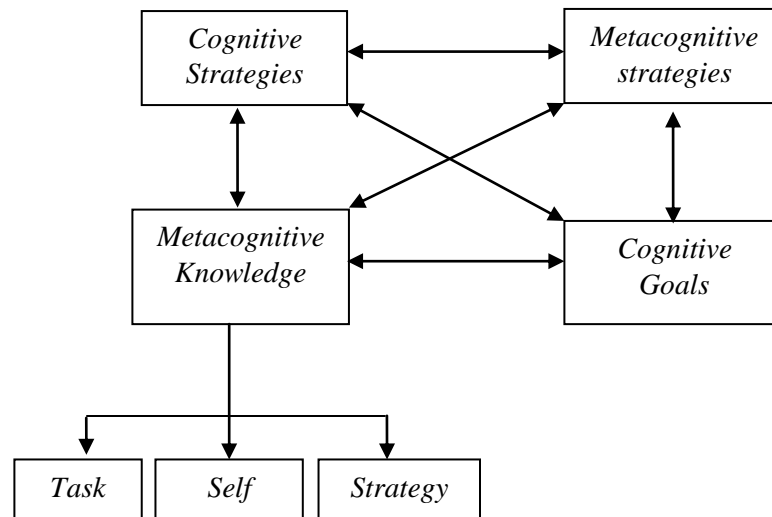 Cognitive
Strategies
Metacognitive
strategies
Metacognitive
Knowledge
Cognitive
Goals
Task
Self
Strategy